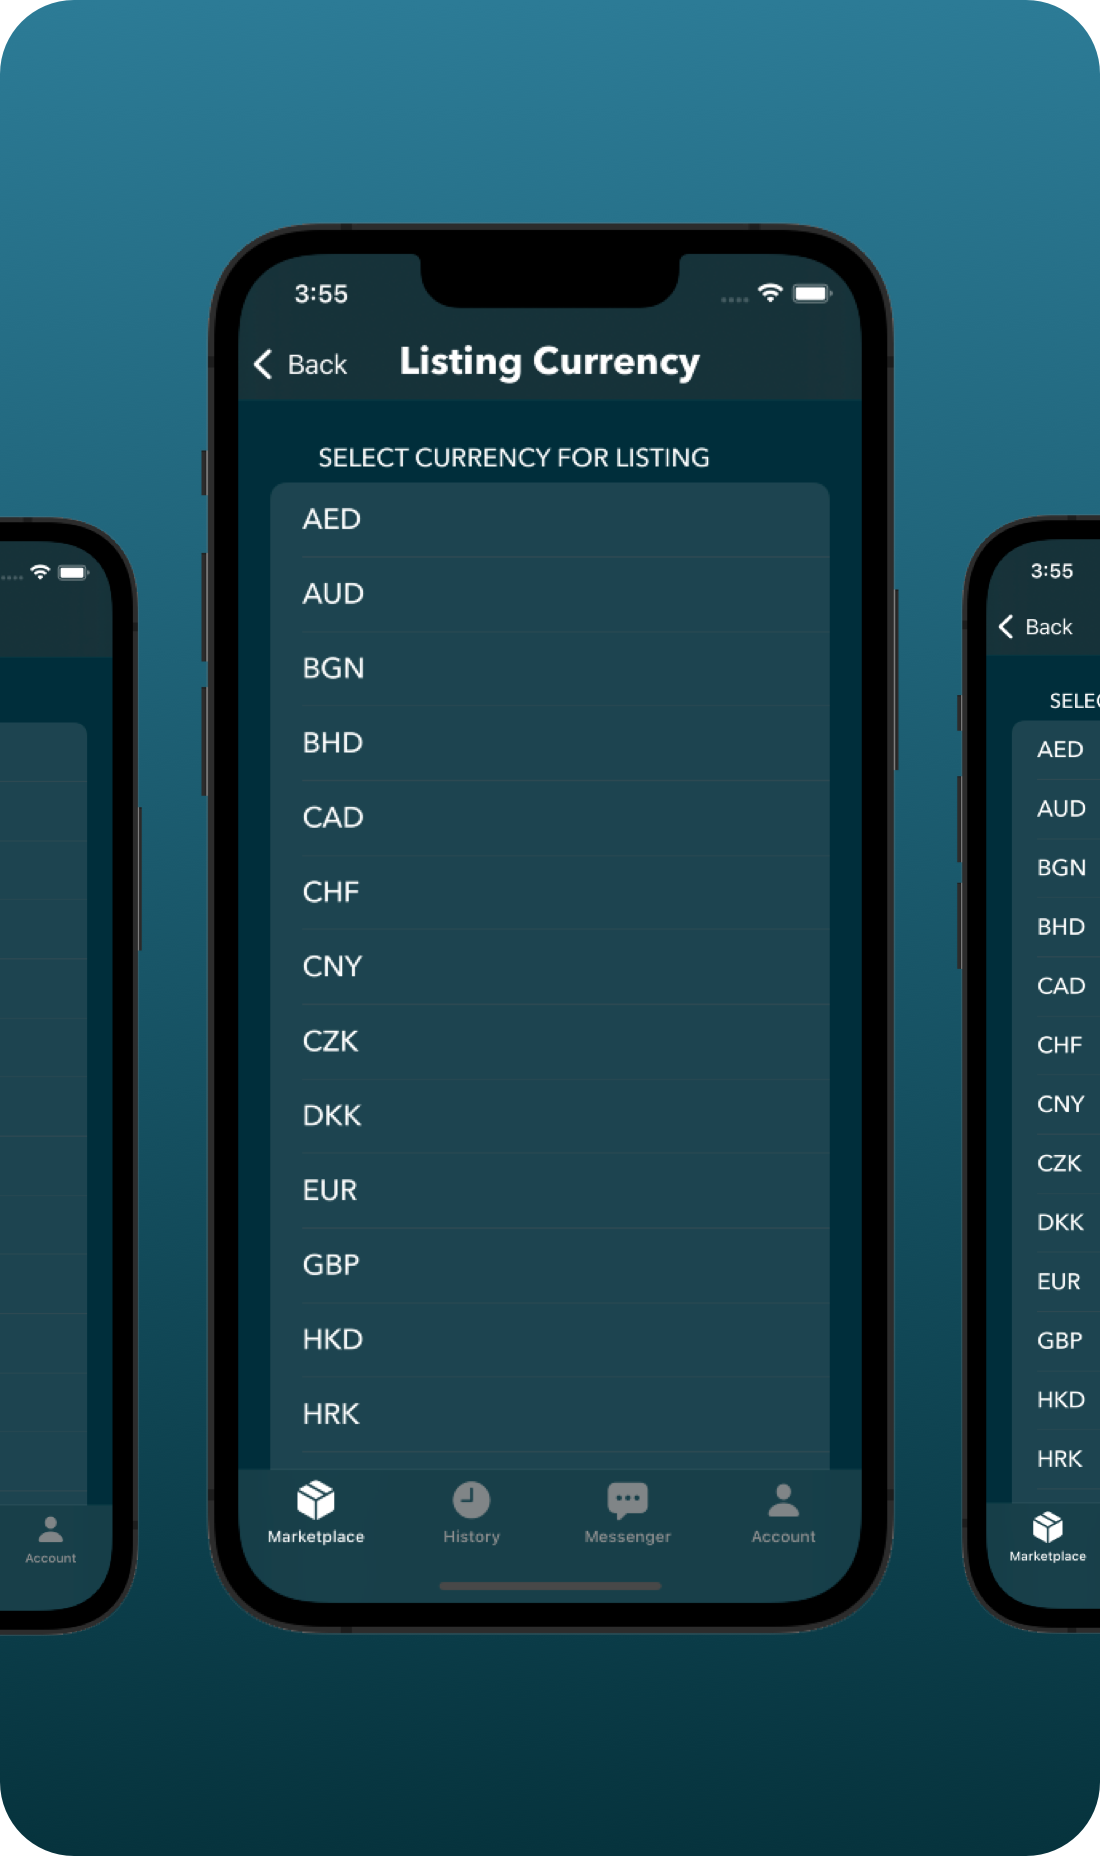 3:55
Back
Listing Currency
SELECT CURRENCY FOR LISTING
AED
AUD
BGN
BHD
CAD
CHF
CNY
CZK
DKK
EUR
GBP
HKD
HRK
Marketplace
History
Messenger
Account
Account
3:55
Back
SELEC
AED
AUD
BGN
BHD
CAD
CHF
CNY
CZK
DKK
EUR
GBP
HKD
HRK
Marketplace